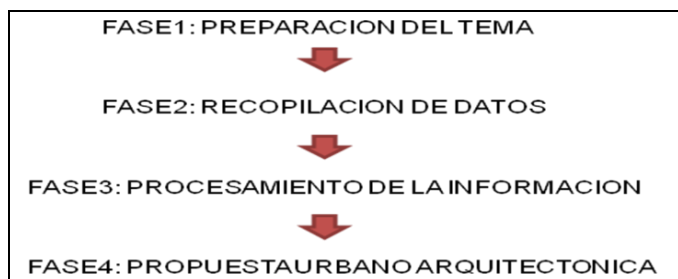 FASE1: PREPARACION DEL TEMA
FASE2: RECOPILACION DE DATOS
FASE3: PROCESAMIENTO DE LA INFORMACION
FASE4: PROPUESTA URBANO ARQUITECTONICA